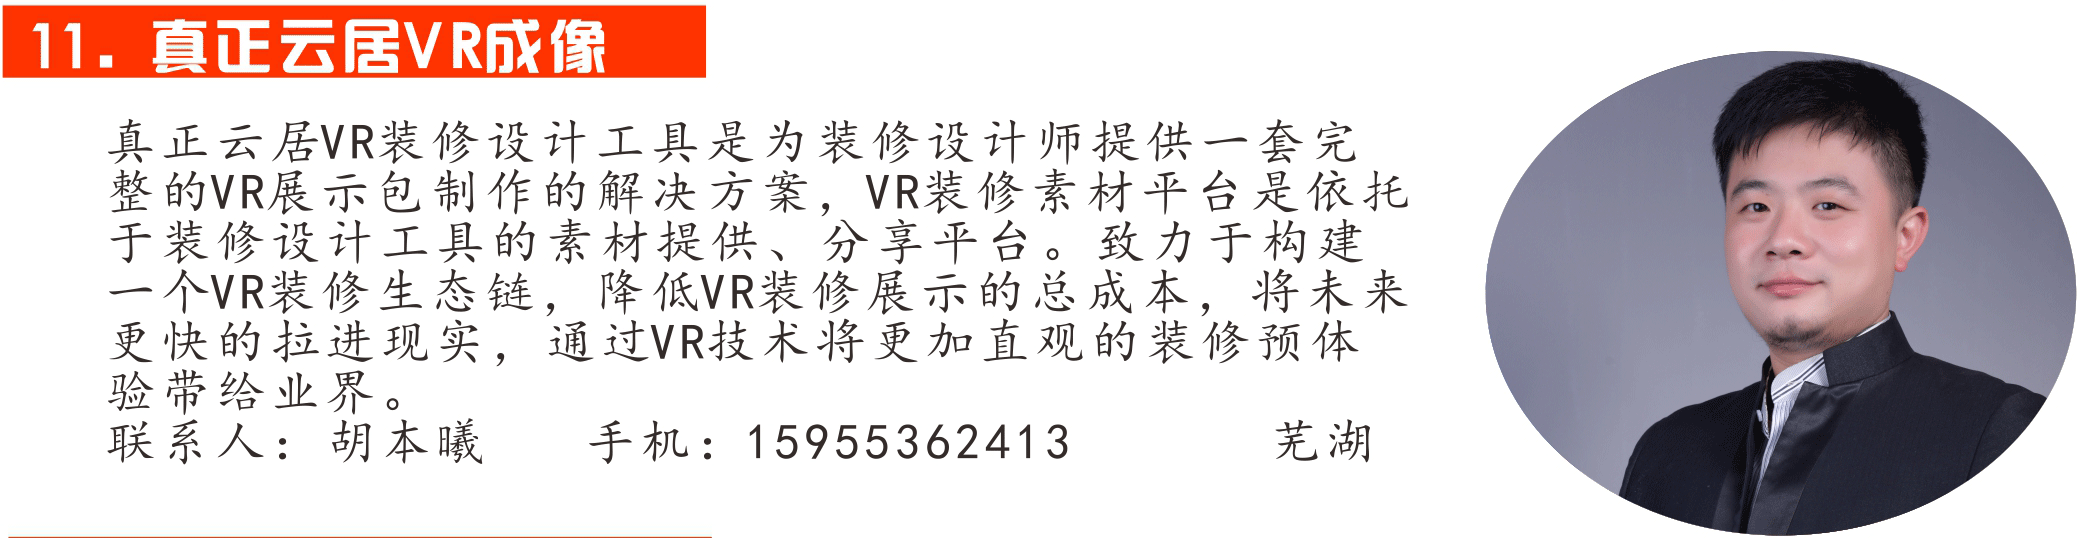 11. 真正云居VR成像
真正云居VR装修设计工具是为装修设计师提供一套完
整的VR展示包制作的解决方案，VR装修素材平台是依托
于装修设计工具的素材提供、分享平台。致力于构建
一个VR装修生态链，降低VR装修展示的总成本，将未来
更快的拉进现实，通过VR技术将更加直观的装修预体
验带给业界。
联系人：胡本曦 手机：15955362413 芜湖